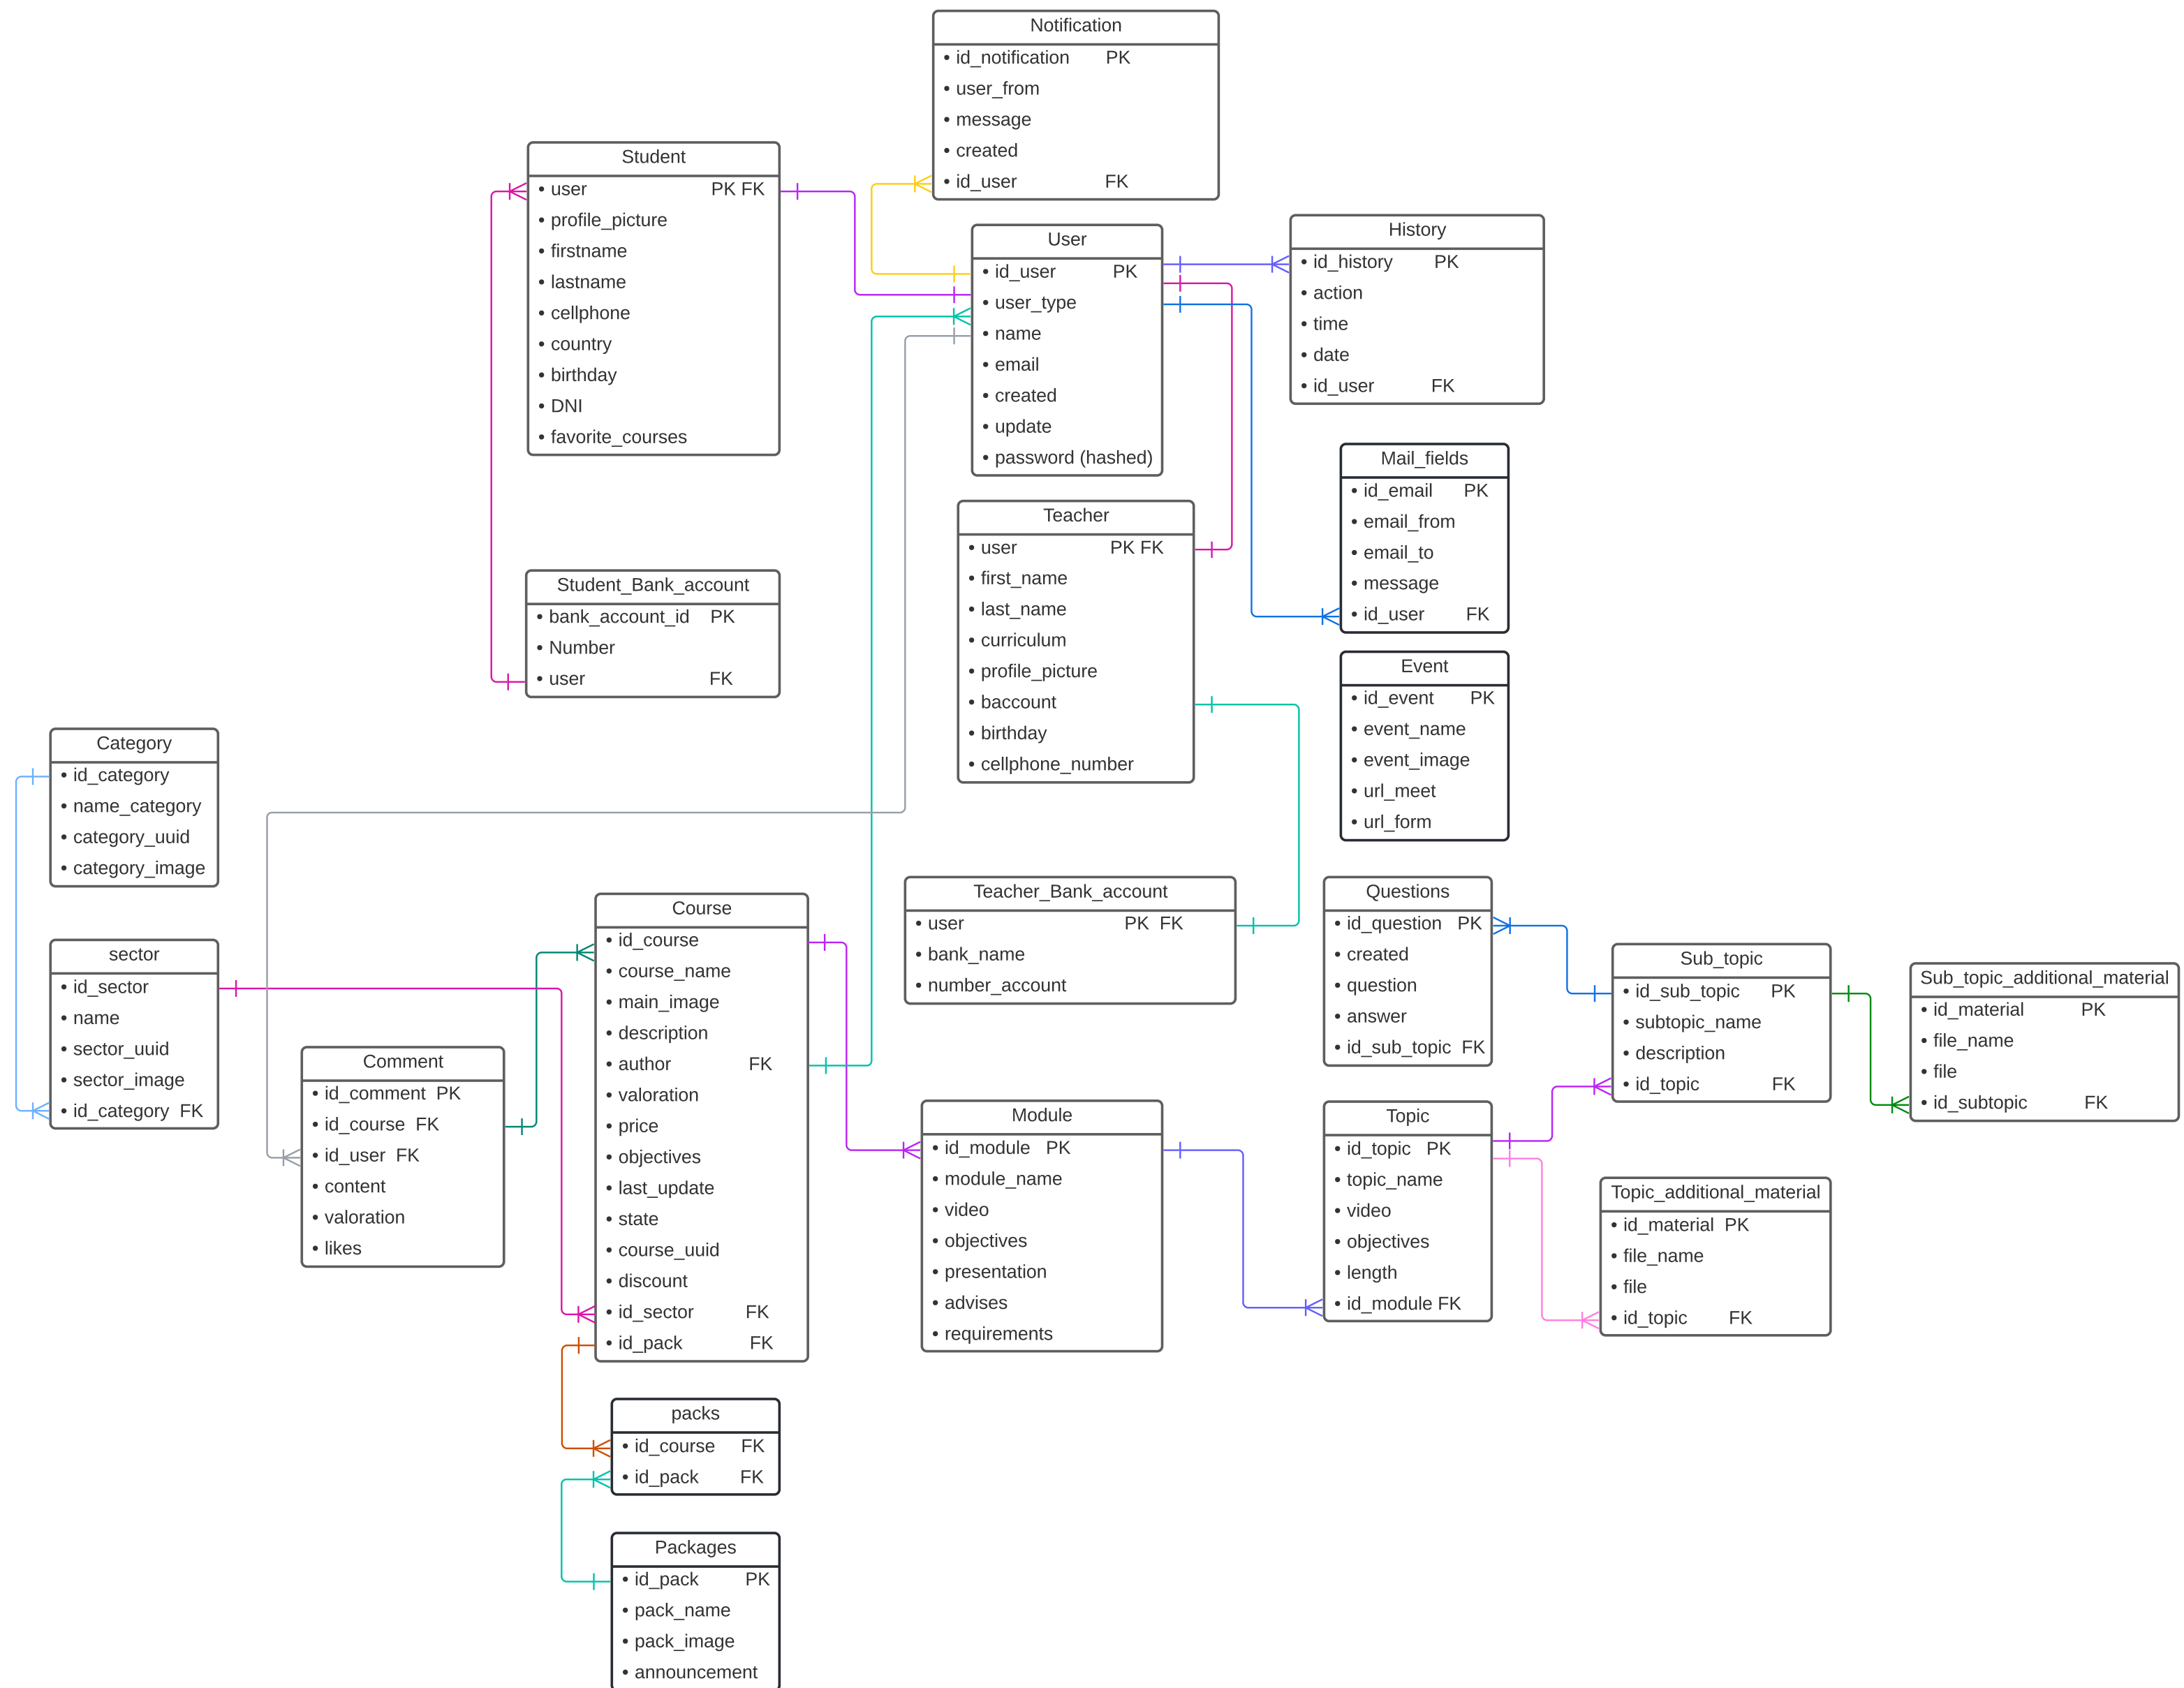 Notification
• id_notification PK
• user_from
• message
• created
• id_user FK
Student
• user PK FK
• profile_picture
• firstname
• lastname
• cellphone
• country
• birthday
• DNI
• favorite_courses
User
• id_user PK
• user_type
• name
• email
• created
• update
• password (hashed)
History
• id_history PK
• action
• time
• date
• id_user FK
Mail_fields
• id_email PK
• email_from
• email_to
• message
• id_user FK
Teacher
• user PK FK
• first_name
• last_name
• curriculum
• profile_picture
• baccount
• birthday
• cellphone_number
Student_Bank_account
• bank_account_id PK
• Number
• user FK
Event
• id_event PK
• event_name
• event_image
• url_meet
• url_form
Category
• id_category
• name_category
• category_uuid
• category_image
sector
• id_sector
• name
• sector_uuid
• sector_image
• id_category FK
Comment
• id_comment PK
• id_course FK
• id_user FK
• content
• valoration
• likes
Course
• id_course
• course_name
• main_image
• description
• author FK
• valoration
• price
• objectives
• last_update
• state
• course_uuid
• discount
• id_sector FK
• id_pack FK
Teacher_Bank_account
• user PK FK
• bank_name
• number_account
Questions
• id_question PK
• created
• question
• answer
• id_sub_topic FK
Sub_topic
• id_sub_topic PK
• subtopic_name
• description
• id_topic FK
Sub_topic_additional_material
• id_material PK
• file_name
• file
• id_subtopic FK
Module
• id_module PK
• module_name
• video
• objectives
• presentation
• advises
• requirements
Topic
• id_topic PK
• topic_name
• video
• objectives
• length
• id_module FK
Topic_additional_material
• id_material PK
• file_name
• file
• id_topic FK
packs
• id_course FK
• id_pack FK
Packages
• id_pack PK
• pack_name
• pack_image
• announcement